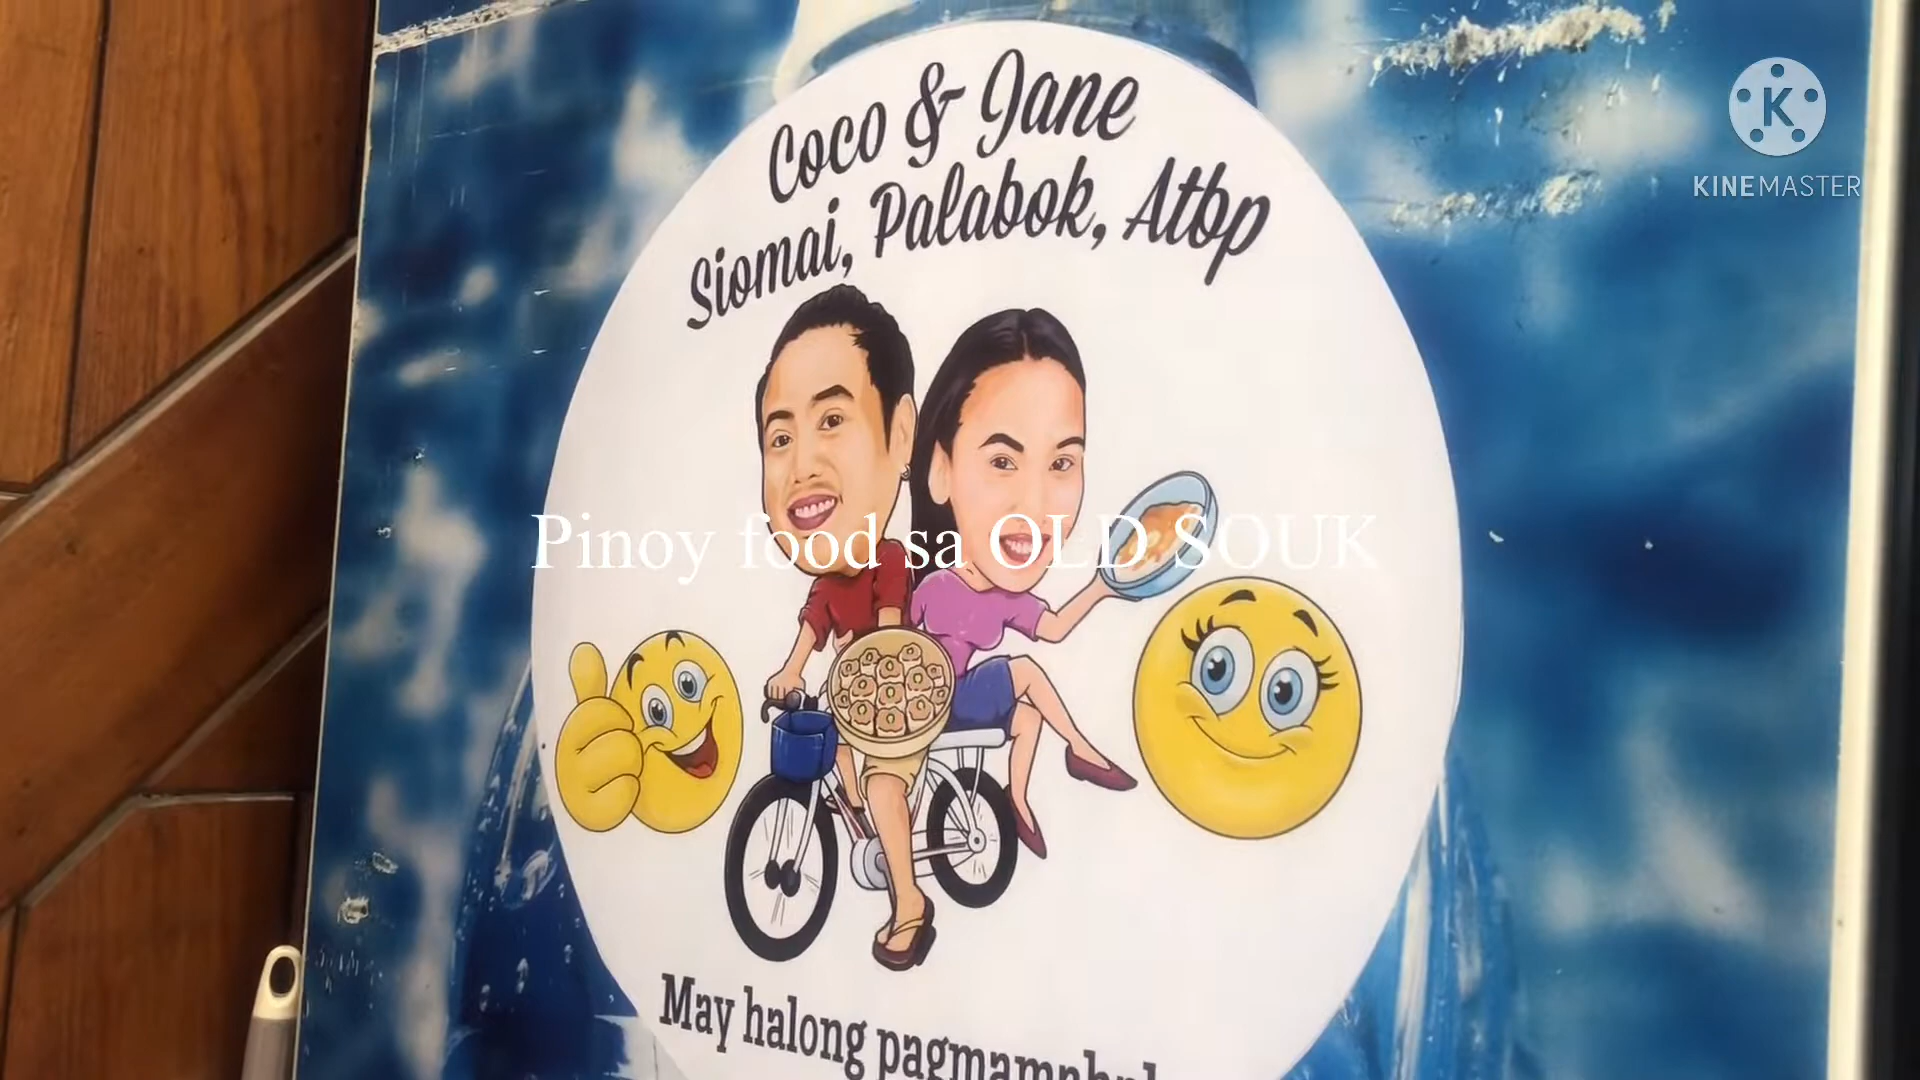 Coco & Jane
Siomai, Palabok, Atbp
K
KINEMASTER
Pinoy food sa OLD SOUK
May halong